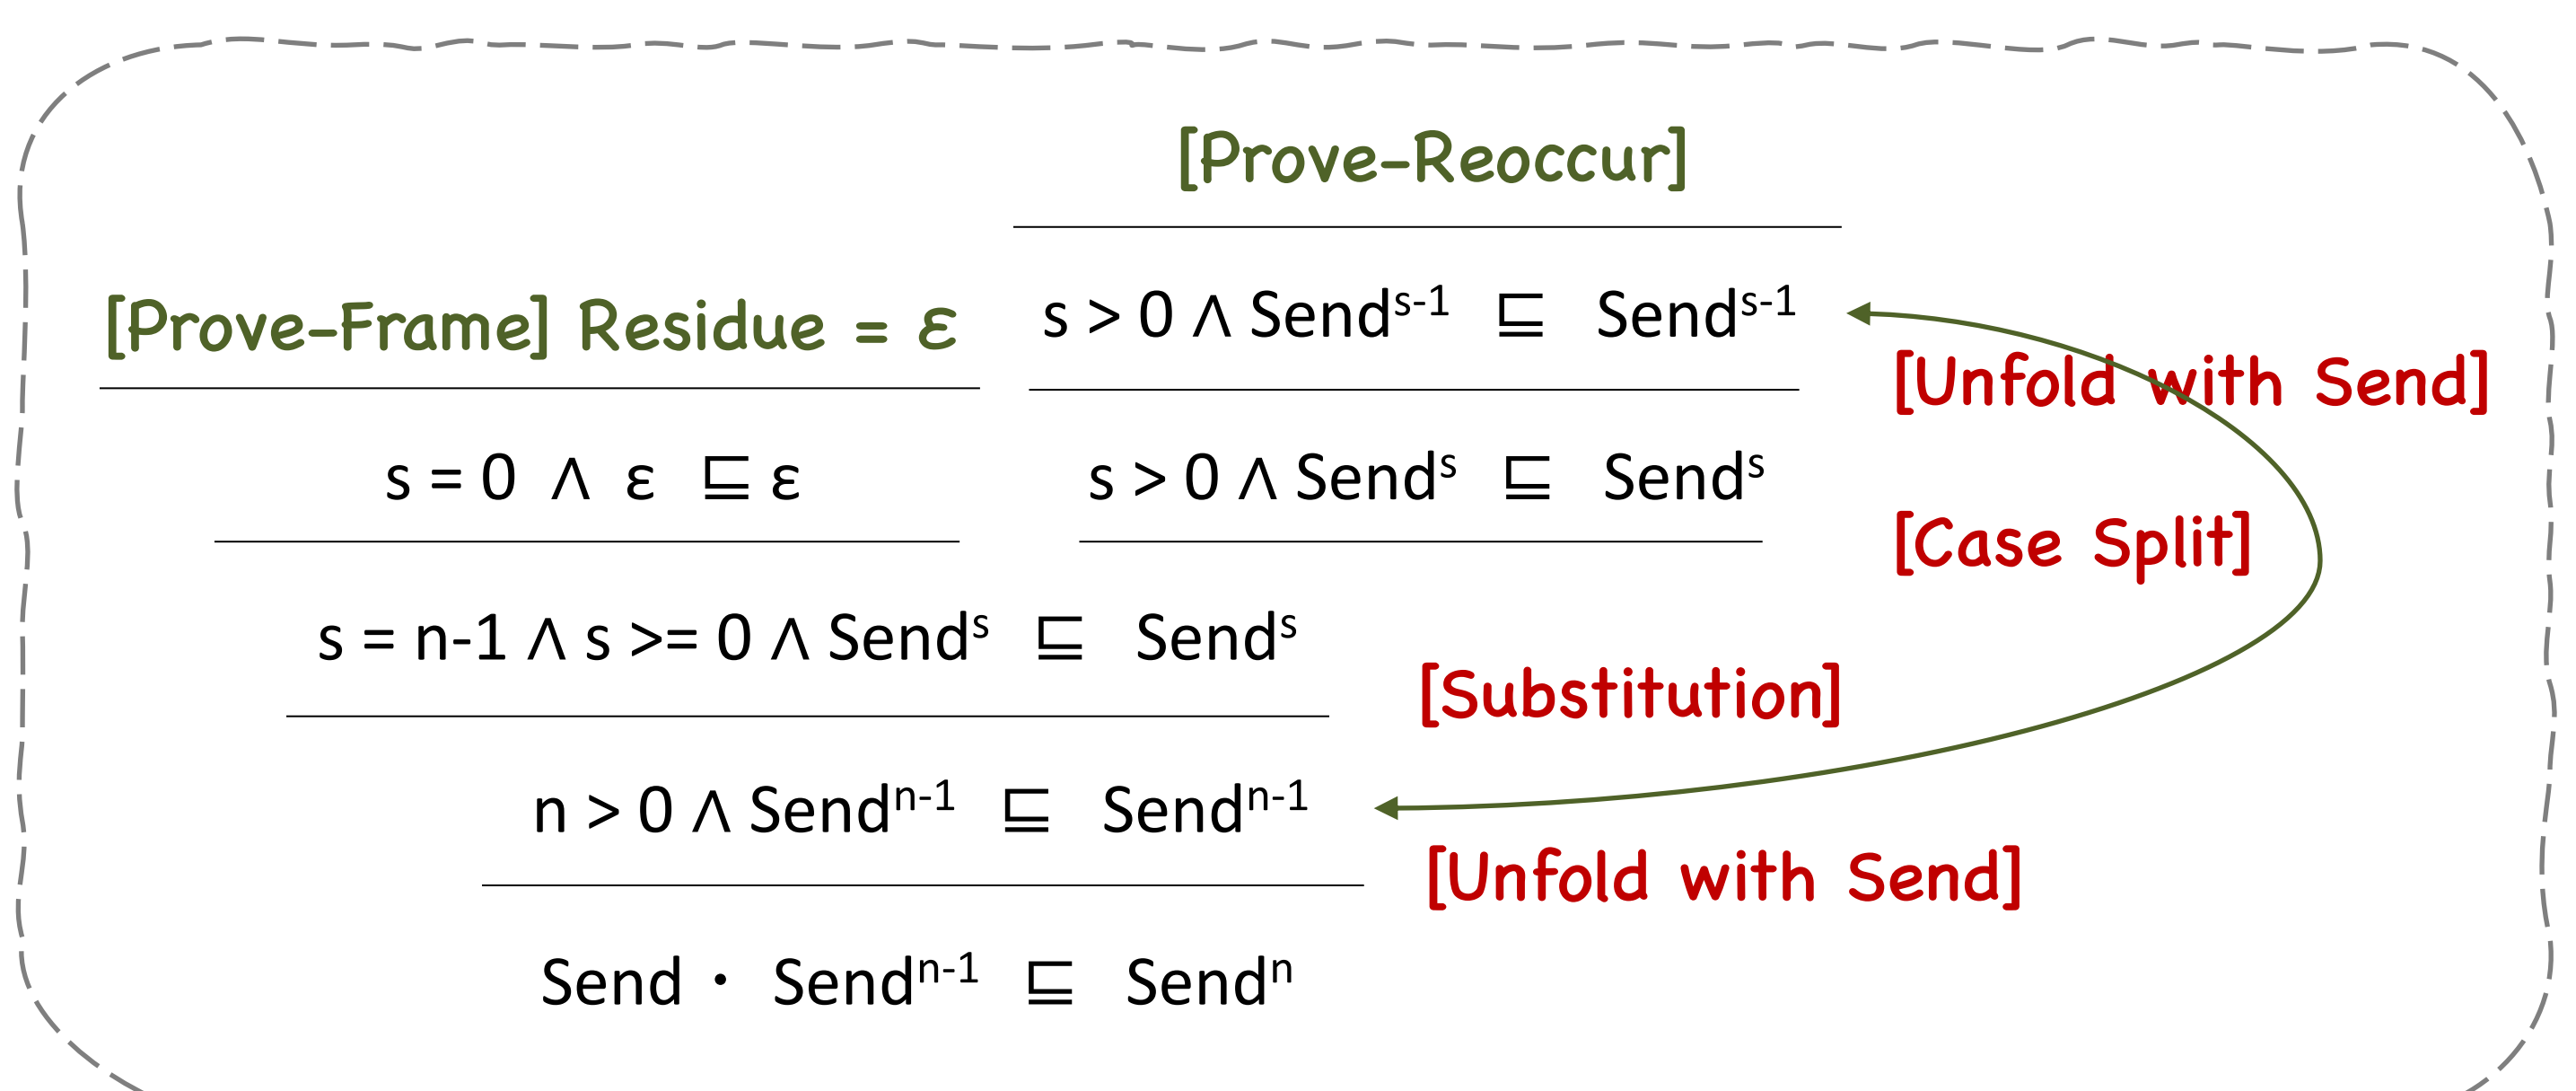 [Prove-Reoccur]
s > 0 ∧ Send^{s-1} ⊑ Send^{s-1}
[Prove-Frame] Residue = ε
[Unfold with Send]
s = 0 ∧ ε ⊑ ε
s > 0 ∧ Send^{s} ⊑ Send^{s}
[Case Split]
s = n-1 ∧ s >= 0 ∧ Send^{s} ⊑ Send^{s}
[Substitution]
n > 0 ∧ Send^{n-1} ⊑ Send^{n-1}
[Unfold with Send]
Send · Send^{n-1} ⊑ Send^{n}